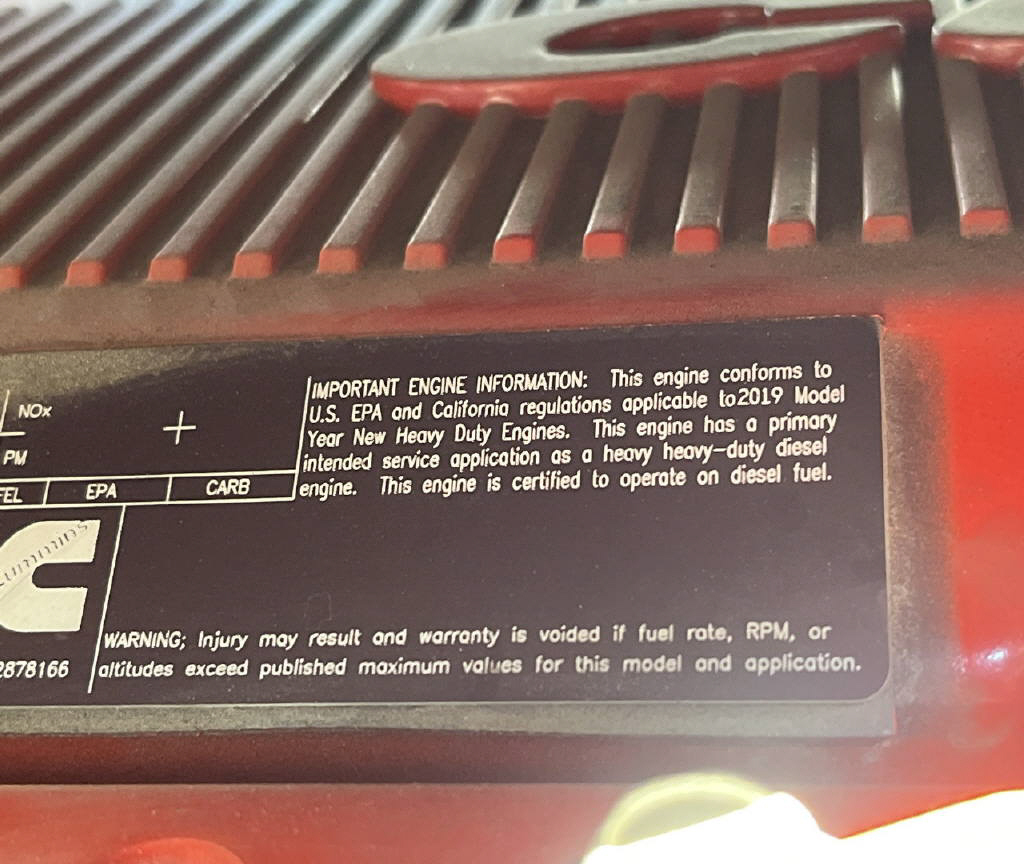 NOx
PM
FEL EPA CARB
IMPORTANT ENGINE INFORMATION: This engine conforms to
U.S. EPA and California regulations applicable to2019 Model
Year New Heavy Duty Engines. This engine has a primary
intended service application as a heavy heavy-duty diesel
engine. This engine is certified to operate on diesel fuel.
Cummins
2878166
WARNING; Injury may result and warranty is voided if fuel rate, RPM, or
altitudes exceed published maximum values for this model and application.